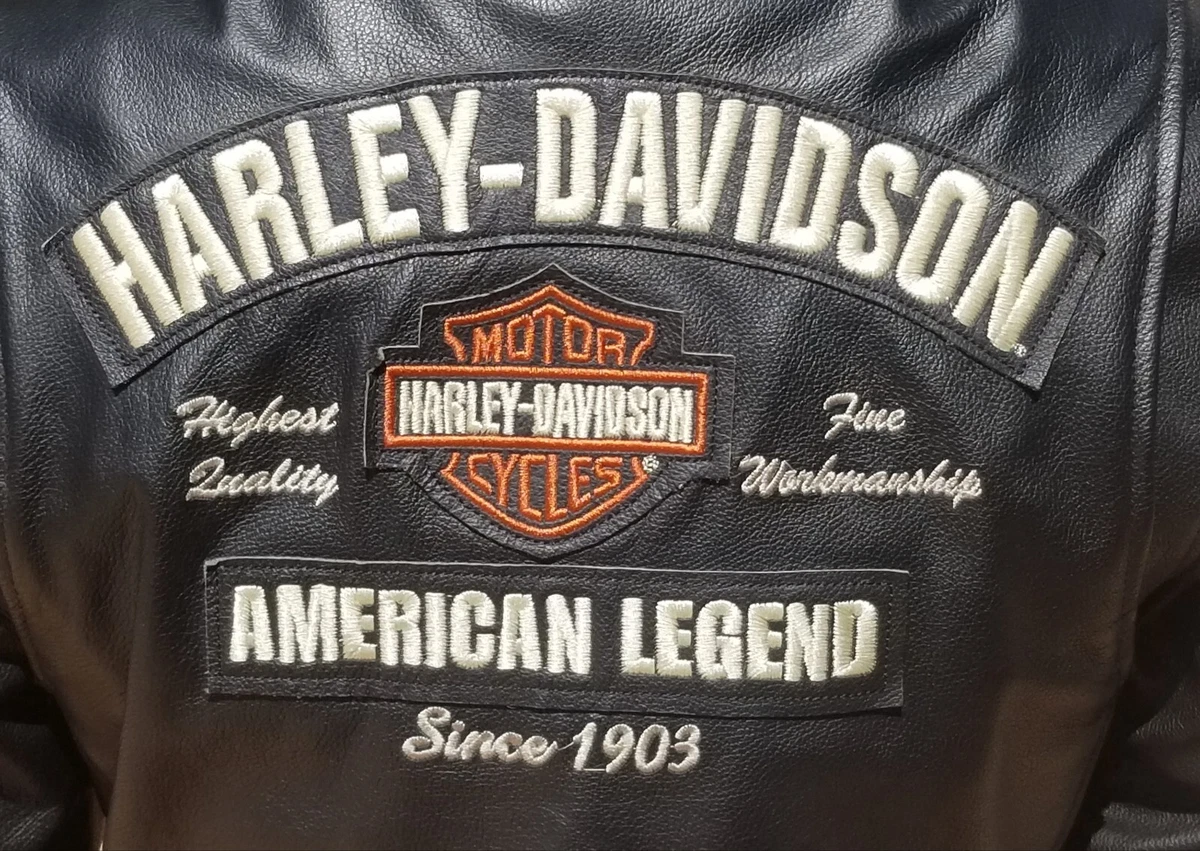 HARLEY-DAVIDSON
®
MOTOR
HARLEY-DAVIDSON
CYCLES
®
Highest
Quality
Fine
Workmanship
AMERICAN LEGEND
Since 1903